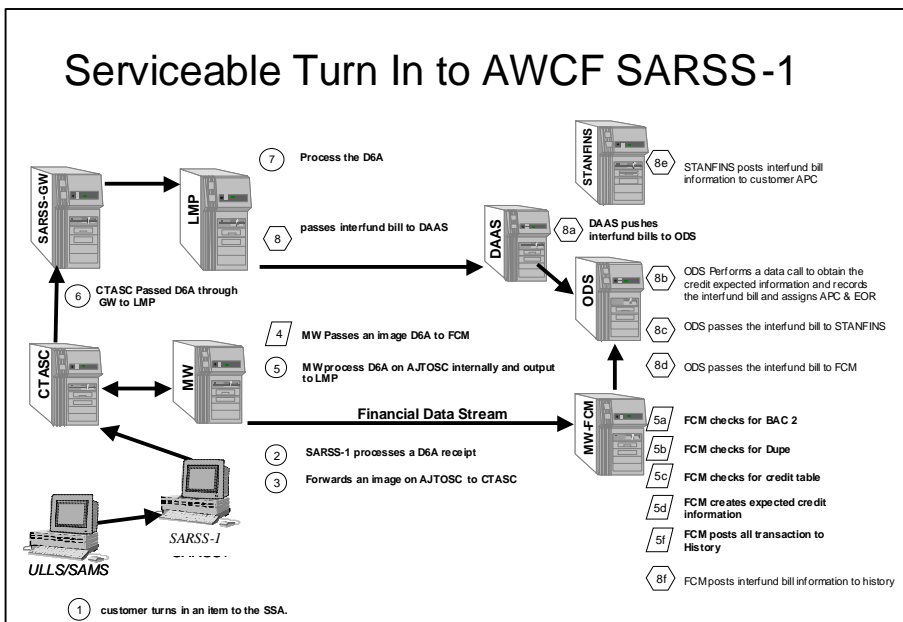 Serviceable Turn In to AWCF SARSS-1
SARSS-GW
LMP
7
Process the D6A
STANFINS
8e
STANFINS posts interfund bill
information to customer APC
8
passes interfund bill to DAAS
DAAS
8a
DAAS pushes
interfund bills to ODS
ODS
8b
ODS Performs a data call to obtain the
credit expected information and records
the interfund bill and assigns APC & EOR
6
CTASC Passed D6A through
GW to LMP
8c
ODS passes the interfund bill to STANFINS
8d
ODS passes the interfund bill to FCM
CTASC
MW
4
MW Passes an image D6A to FCM
5
MW process D6A on AJTOSC internally and output
to LMP
Financial Data Stream
MW-FCM
5a
FCM checks for BAC 2
5b
FCM checks for Dupe
5c
FCM checks for credit table
5d
FCM creates expected credit
information
5f
FCM posts all transaction to
History
8f
FCM posts interfund bill information to history
2
SARSS-1 processes a D6A receipt
3
Forwards an image on AJTOSC to CTASC
SARSS-1
ULLS/SAMS
1
customer turns in an item to the SSA.